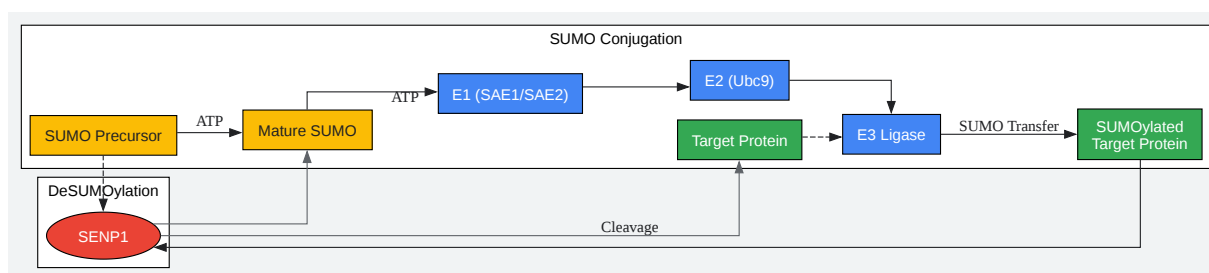 SUMO Conjugation
E2 (Ubc9)
E1 (SAE1/SAE2)
ATP
ATP
SUMO Precursor
Mature SUMO
Target Protein
E3 Ligase
SUMO Transfer
SUMOylated
Target Protein
DeSUMOylation
SENP1
Cleavage